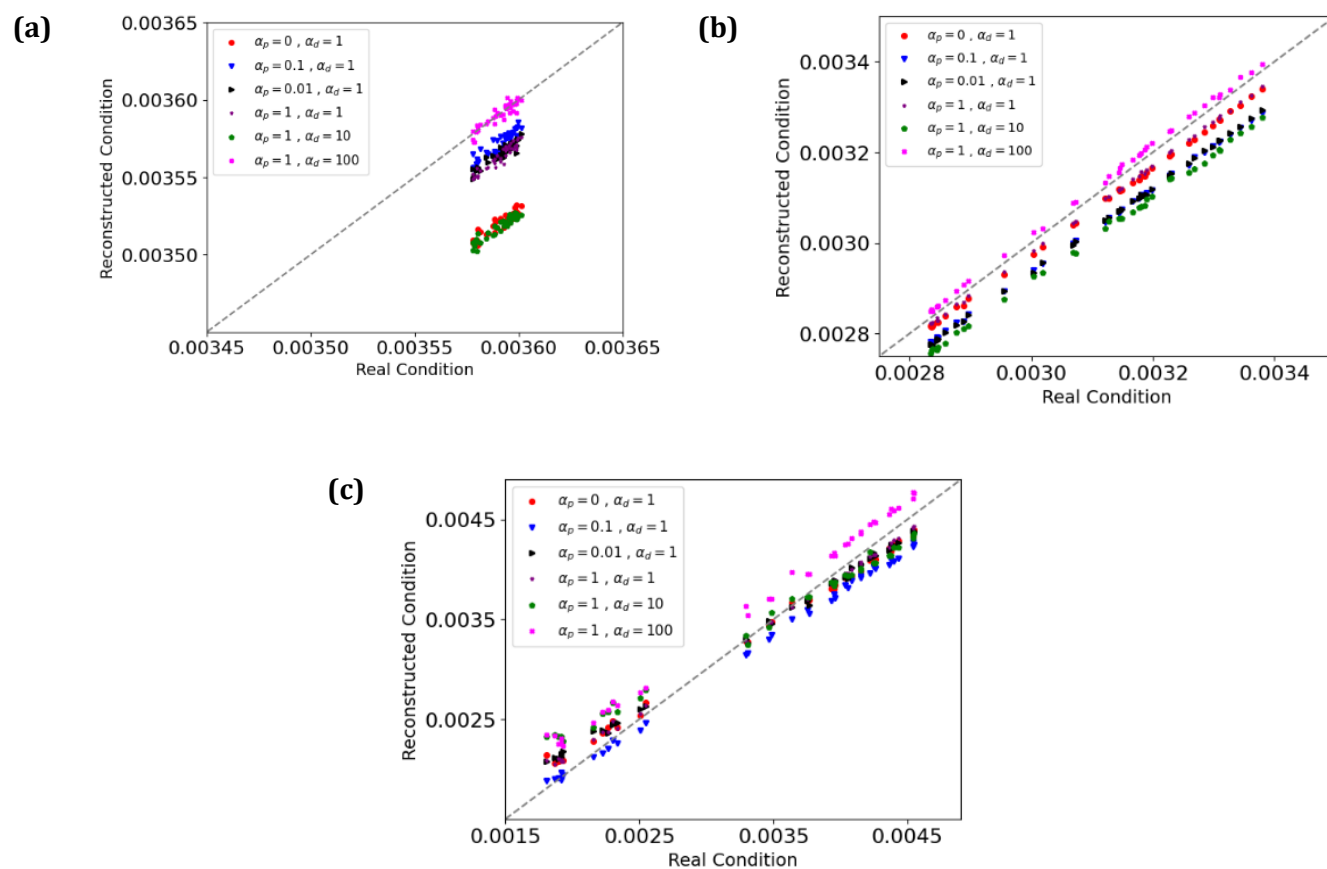 (a)
0.00365
0.00360
0.00355
0.00350
Reconstructed Condition
αp = 0 , αd = 1
αp = 0.1 , αd = 1
αp = 0.01 , αd = 1
αp = 1 , αd = 1
αp = 1 , αd = 10
αp = 1 , αd = 100
0.00345 0.00350 0.00355 0.00360 0.00365
Real Condition
(b)
0.0034
0.0032
0.0030
0.0028
Reconstructed Condition
αp = 0 , αd = 1
αp = 0.1 , αd = 1
αp = 0.01 , αd = 1
αp = 1 , αd = 1
αp = 1 , αd = 10
αp = 1 , αd = 100
0.0028 0.0030 0.0032 0.0034
Real Condition
(c)
0.0045
0.0035
0.0025
Reconstructed Condition
αp = 0 , αd = 1
αp = 0.1 , αd = 1
αp = 0.01 , αd = 1
αp = 1 , αd = 1
αp = 1 , αd = 10
αp = 1 , αd = 100
0.0015 0.0025 0.0035 0.0045
Real Condition